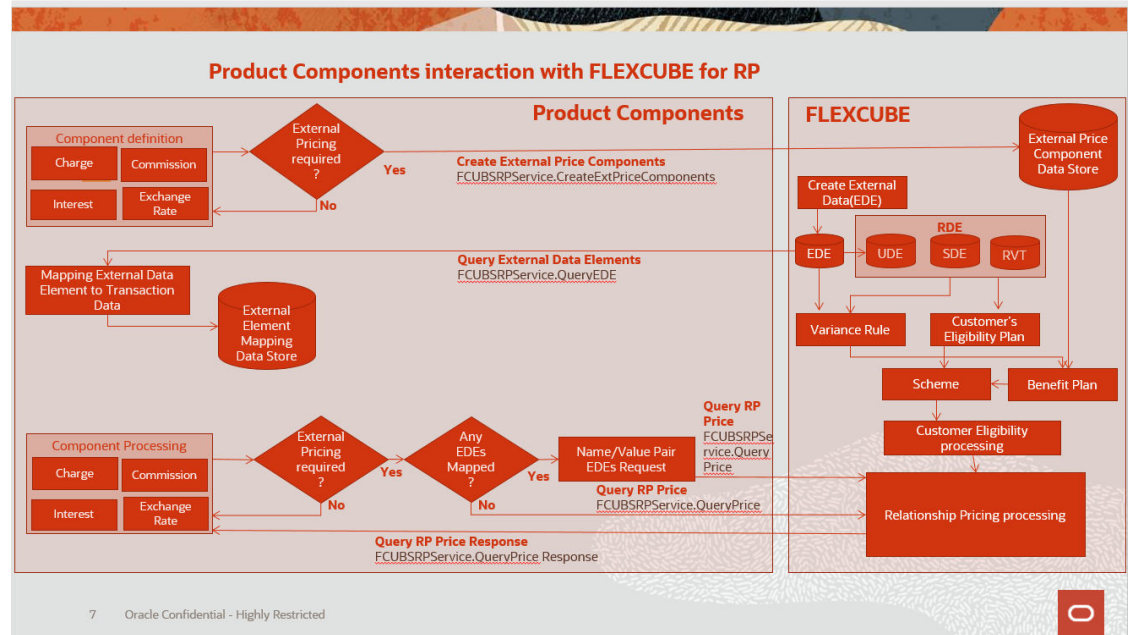 Product Components interaction with FLEXCUBE for RP
Product Components
Component definition
Charge
Commission
Interest
Exchange
Rate
External
Pricing
required
?
Yes
No
Create External Price Components
FCUBSRPService.CreateExtPriceComponents
Query External Data Elements
FCUBSRPService.QueryEDE
Mapping External Data
Element to Transaction
Data
External
Element
Mapping
Data Store
Component Processing
Charge
Commission
Interest
Exchange
Rate
External
Pricing
required
?
Yes
No
Any
EDEs
Mapped
?
Yes
No
Name/Value Pair
EDEs Request
Query RP
Price
FCUBSRPSe
rvice.Query
Price
Query RP Price
FCUBSRPService.QueryPrice
Query RP Price Response
FCUBSRPService.QueryPrice Response
FLEXCUBE
External Price
Component
Data Store
Create External
Data(EDE)
EDE
RDE
UDE
SDE
RVT
Variance Rule
Customer's
Eligibility Plan
Scheme
Benefit Plan
Customer Eligibility
processing
Relationship Pricing processing
7 Oracle Confidential - Highly Restricted